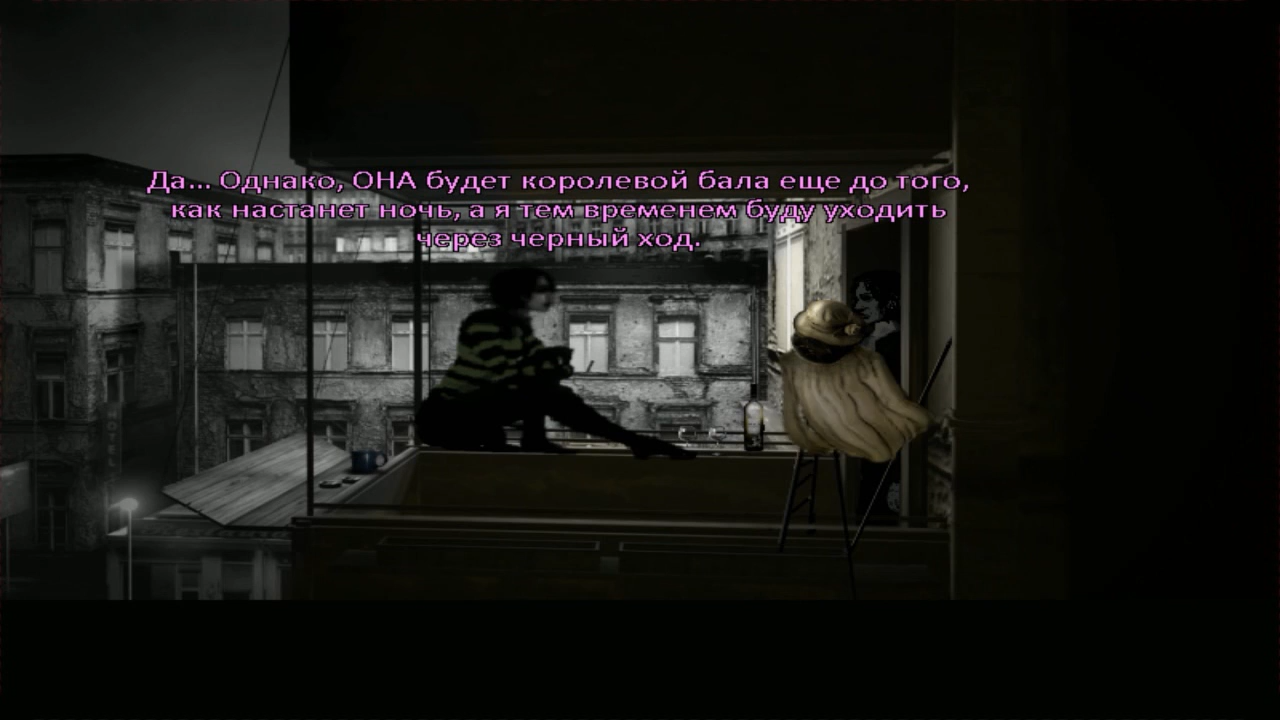 Да... Однако, ОНА будет королевой бала еще до того,
как настанет ночь, а я тем временем буду уходить
через черный ход.